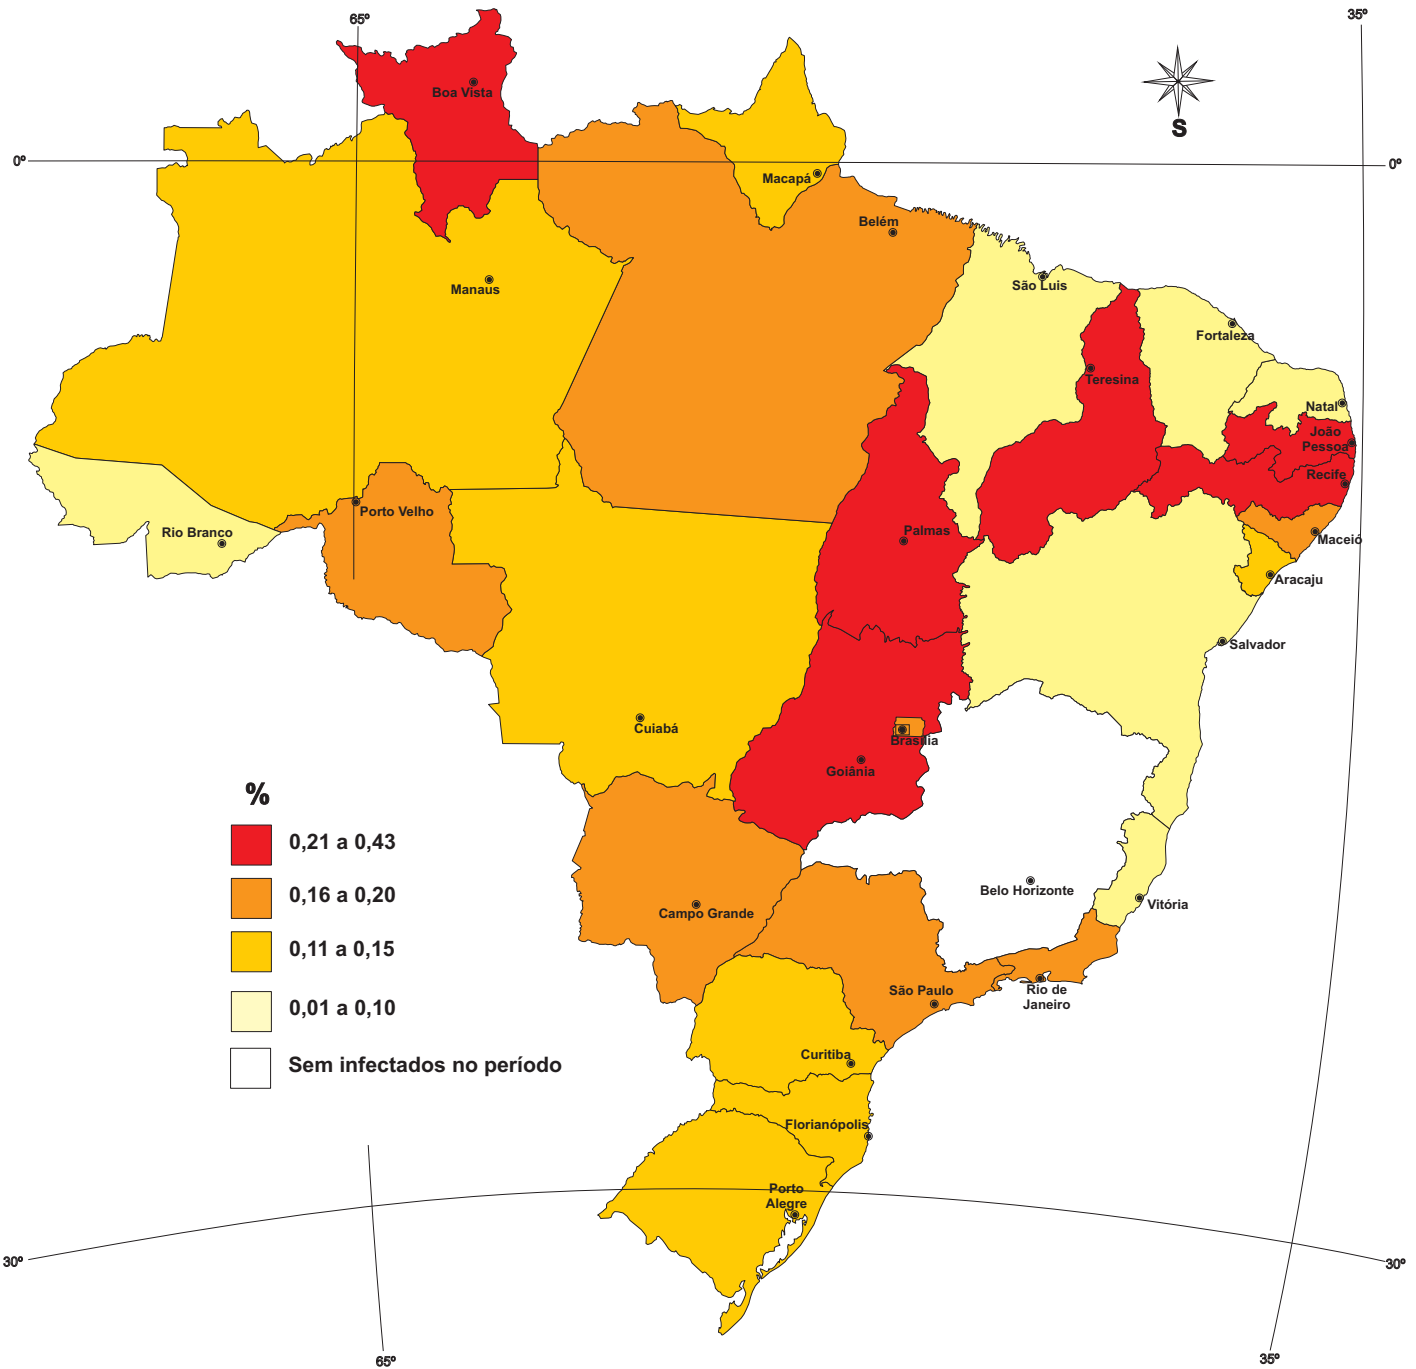 65º
35º
Boa Vista
S
0º
0º
Macapá
Belém
Manaus
São Luis
Fortaleza
Teresina
Natal
João
Pessoa
Recife
Porto Velho
Rio Branco
Palmas
Maceió
Aracaju
Salvador
Cuiabá
Brasília
Goiânia
%
0,21 a 0,43
0,16 a 0,20
0,11 a 0,15
0,01 a 0,10
Sem infectados no período
Belo Horizonte
Vitória
Campo Grande
São Paulo
Rio de
Janeiro
Curitiba
Florianópolis
Porto
Alegre
30º
30º
65º
35º